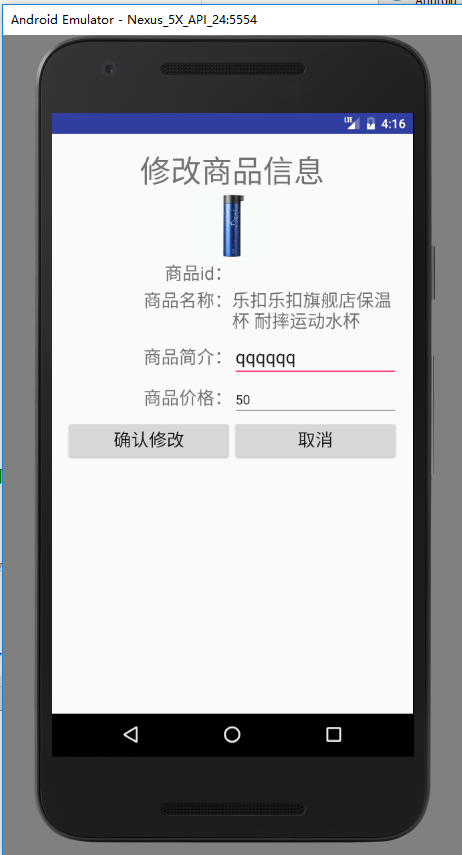 Android Emulator - Nexus_5X_API_24:5554
LTE 4:16
修改商品信息
商品id：
商品名称：乐扣乐扣旗舰店保温
杯 耐摔运动水杯
商品简介：qqqqqq
商品价格：50
确认修改 取消